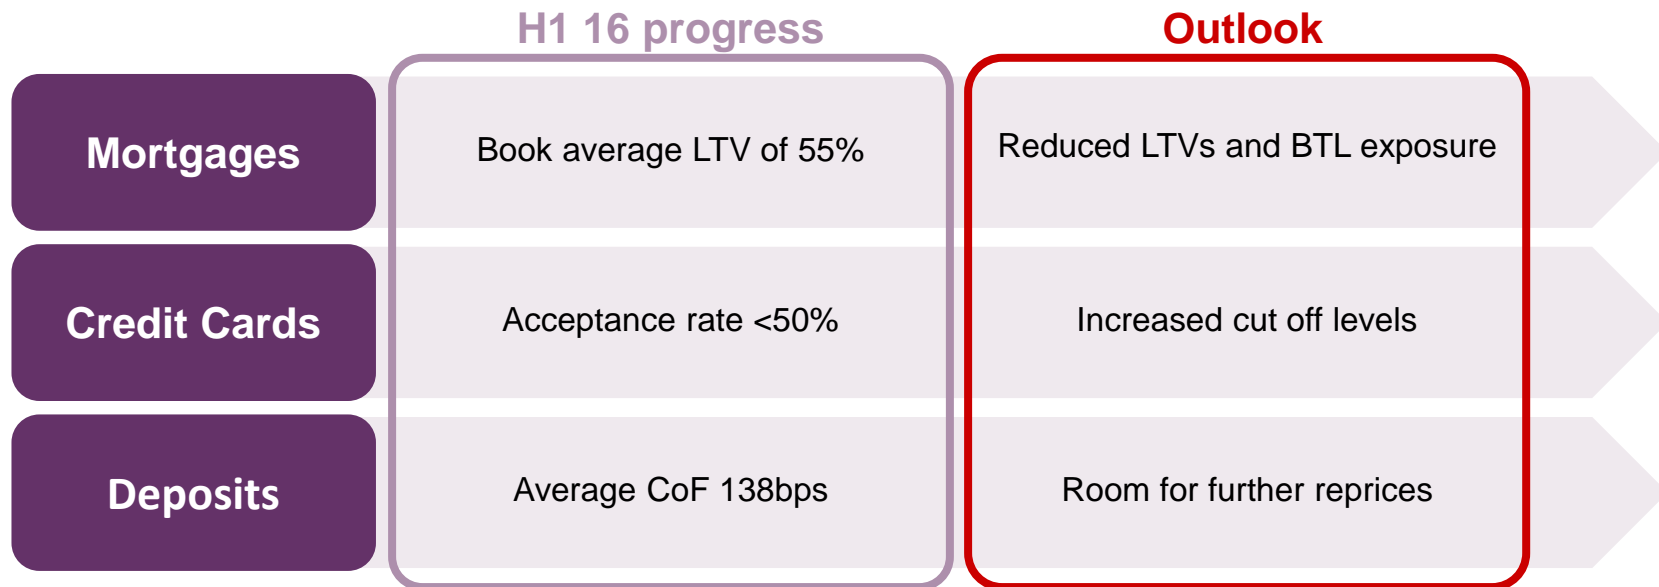 H1 16 progress
Outlook
Mortgages
Book average LTV of 55%
Reduced LTVs and BTL exposure
Credit Cards
Acceptance rate <50%
Increased cut off levels
Deposits
Average CoF 138bps
Room for further reprices